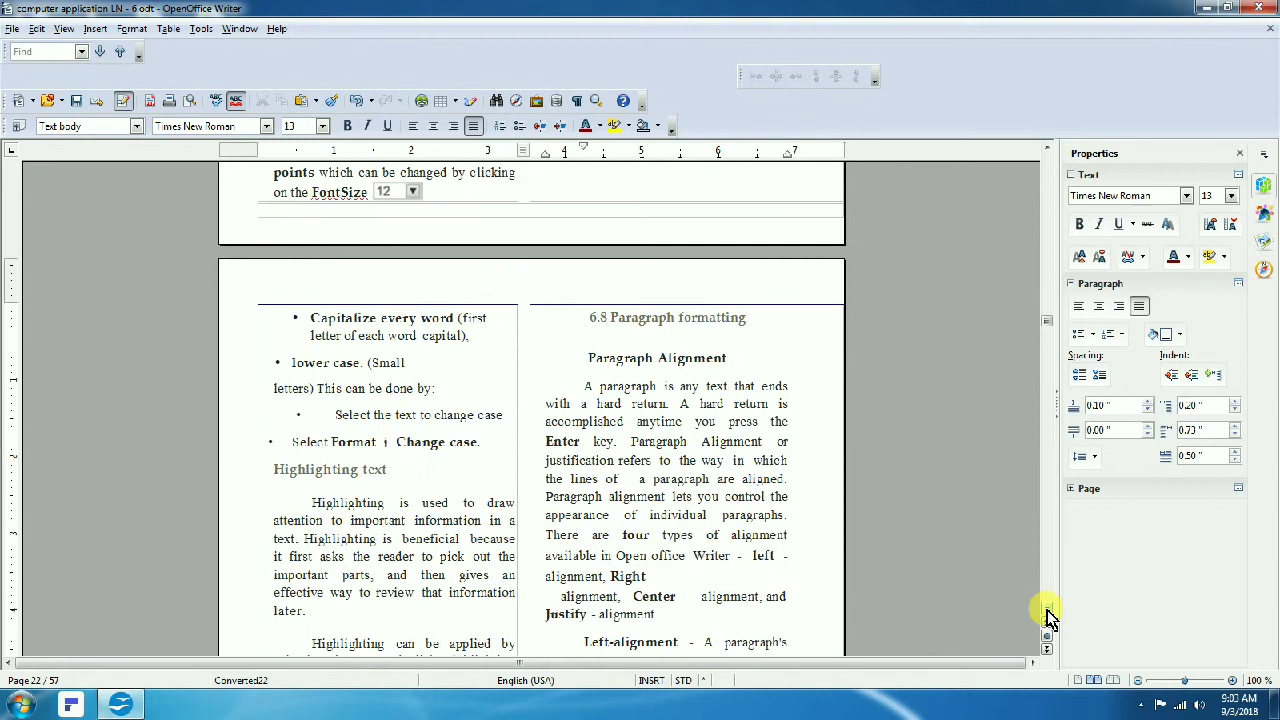 computer application LN - 6.odt - OpenOffice Writer
File Edit View Insert Format Table Tools Window Help
Find
Text body Times New Roman 13
1 2 3 4 5 6 7
Properties
Text
Times New Roman 13
Paragraph
Spacing: Indent:
0.10 " 0.20 "
0.00 " 0.73 "
0.50 "
Page
points which can be changed by clicking
on the FontSize 12
• Capitalize every word (first
letter of each word capital),
• lower case. (Small
letters) This can be done by:
• Select the text to change case
• Select Format ¡ Change case.
Highlighting text
Highlighting is used to draw
attention to important information in a
text. Highlighting is beneficial because
it first asks the reader to pick out the
important parts, and then gives an
effective way to review that information
later.
Highlighting can be applied by
6.8 Paragraph formatting
Paragraph Alignment
A paragraph is any text that ends
with a hard return. A hard return is
accomplished anytime you press the
Enter key. Paragraph Alignment or
justification refers to the way in which
the lines of a paragraph are aligned.
Paragraph alignment lets you control the
appearance of individual paragraphs.
There are four types of alignment
available in Open office Writer - left -
alignment, Right
alignment, Center alignment, and
Justify - alignment
Left-alignment - A paragraph's
Page 22 / 57 Converted22 English (USA) INSRT STD * 100 %
9:03 AM
9/3/2018